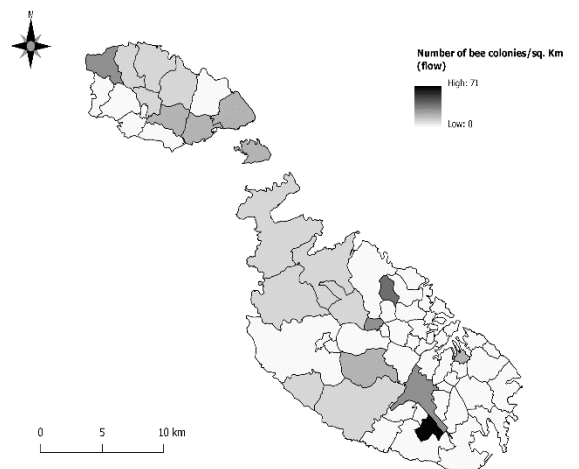 N
Number of bee colonies/sq. Km
(flow)
High: 71
Low: 0
0 5 10 km